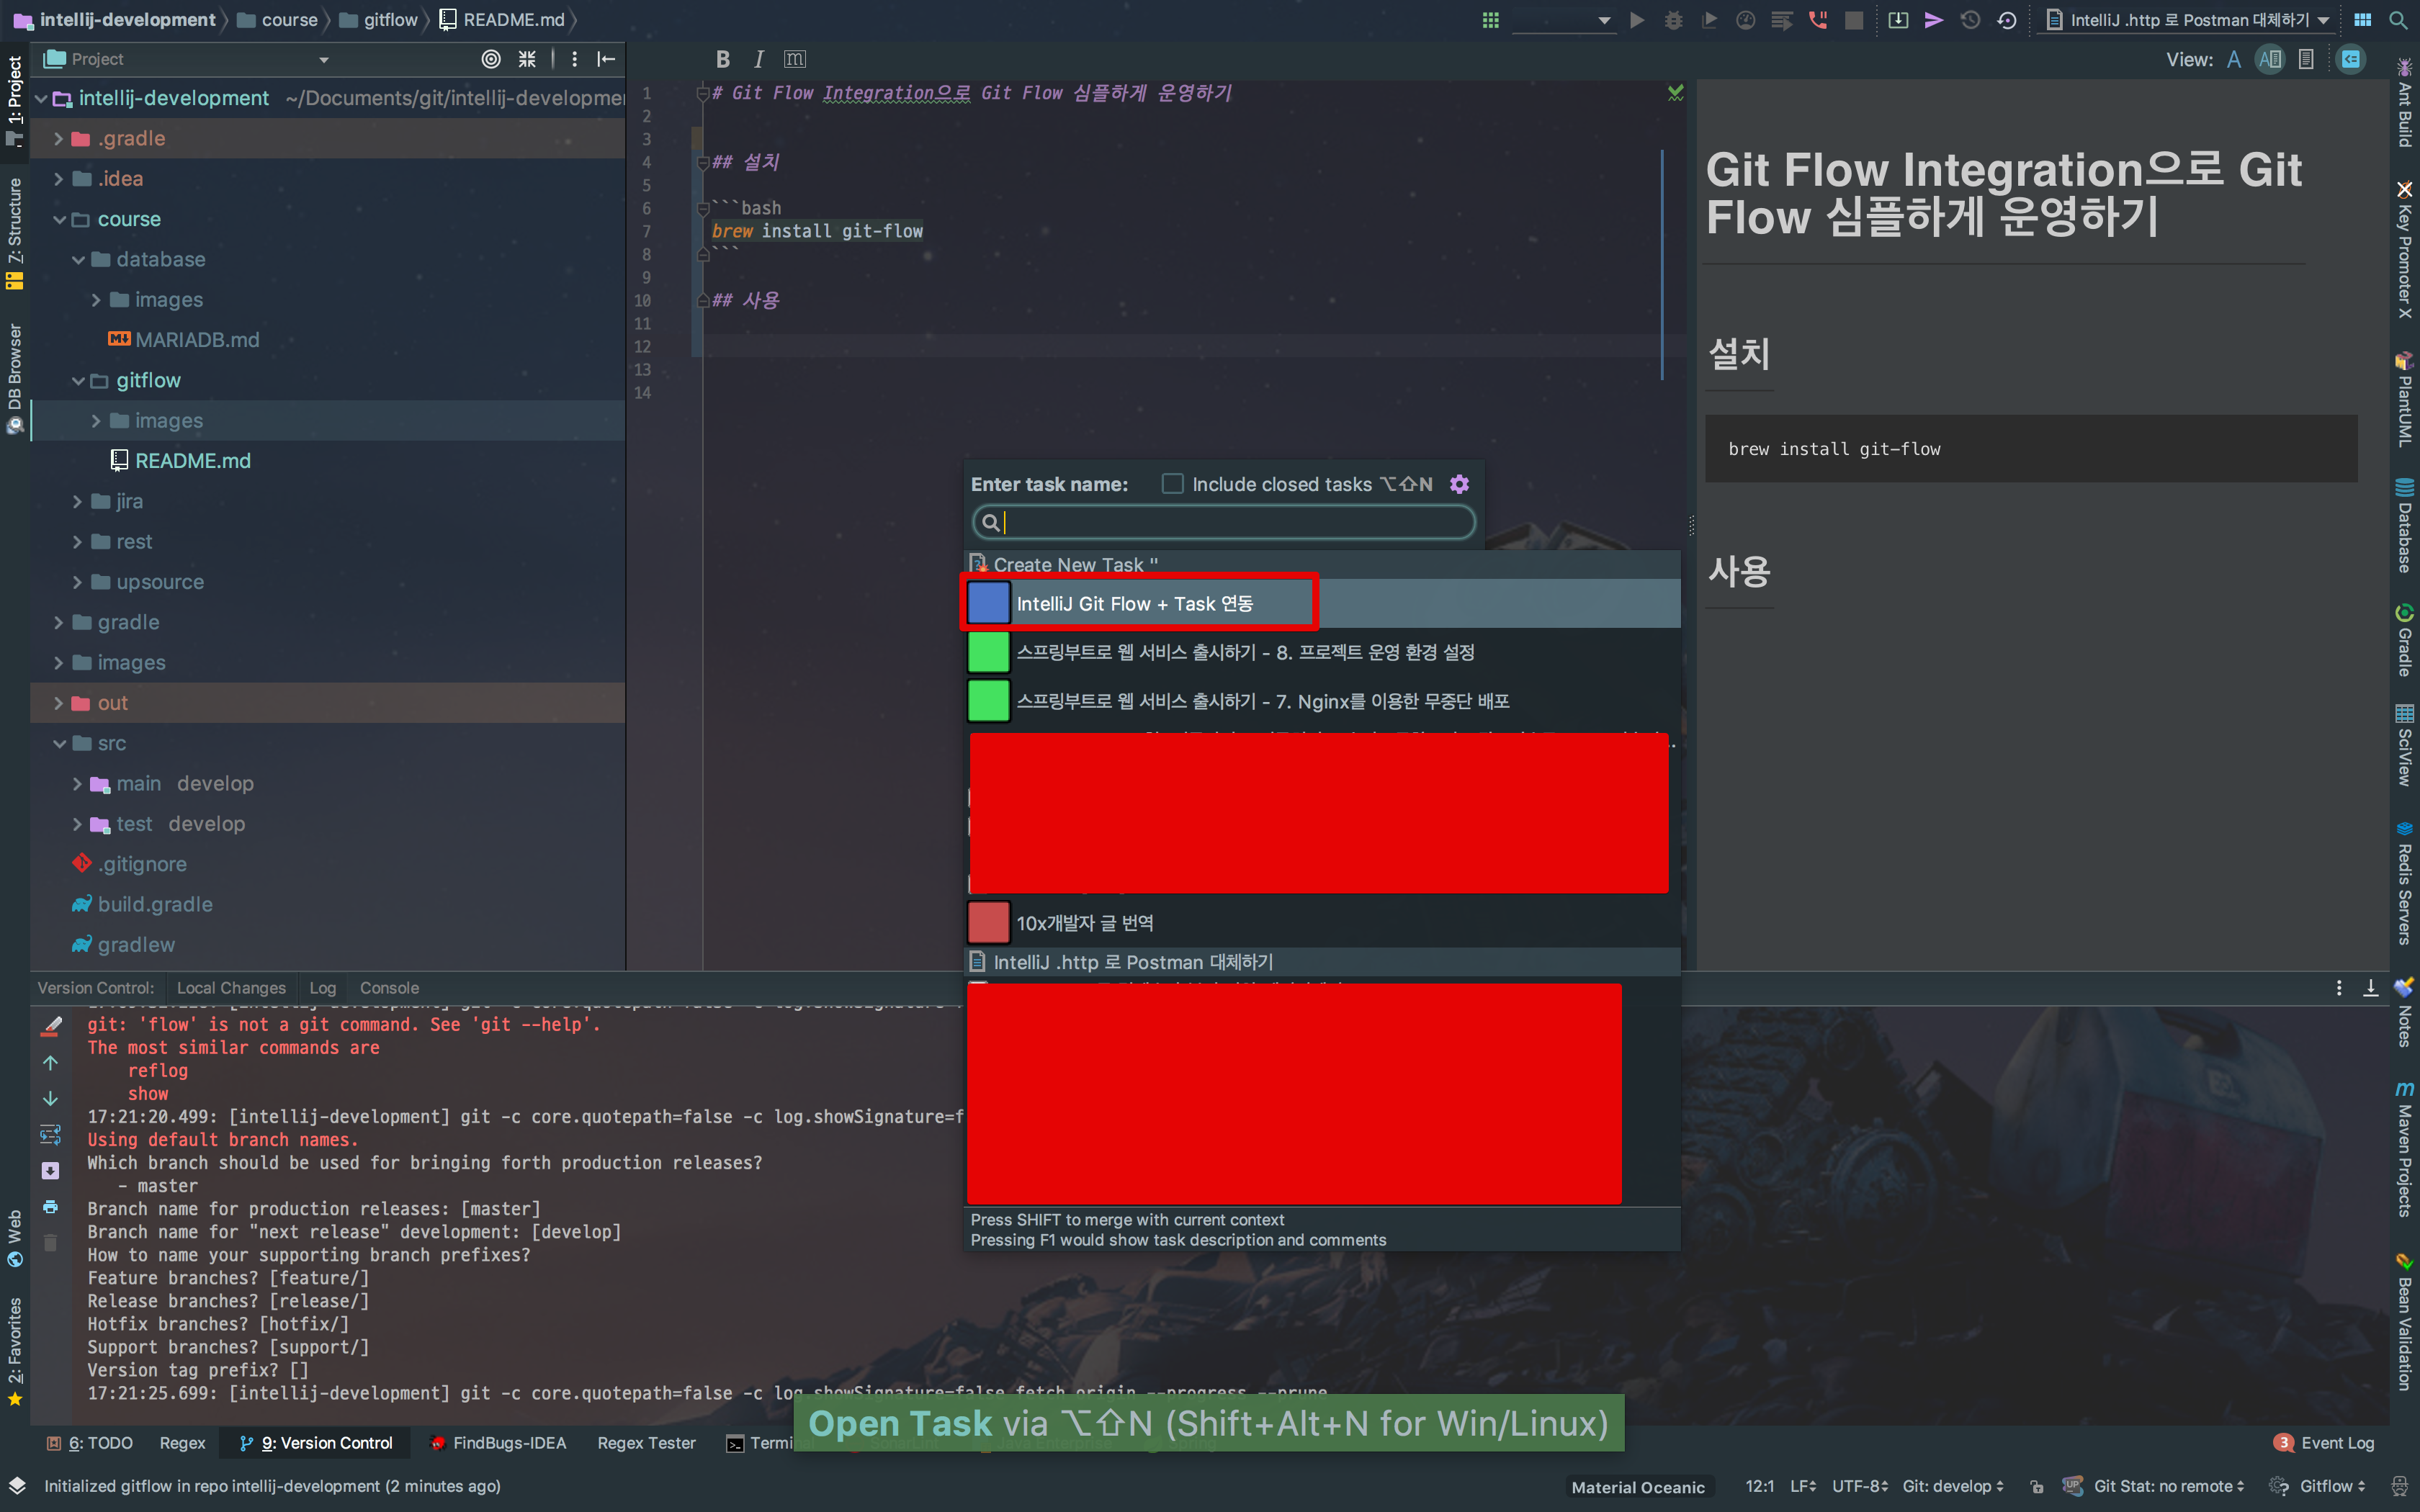 intellij-development
course
gitflow
README.md
IntelliJ .http 로 Postman 대체하기
Project
B I m
View:
intellij-development ~/Documents/git/intellij-developmen
.gradle
.idea
course
database
images
MARIADB.md
gitflow
images
README.md
jira
rest
upsource
gradle
images
out
src
main develop
test develop
.gitignore
build.gradle
gradlew
1: Project
7: Structure
DB Browser
Web
2: Favorites
1 # Git Flow Integration으로 Git Flow 심플하게 운영하기
2
3
4 ## 설치
5
6 ```bash
7 brew install git-flow
8 ```
9
10 ## 사용
11
12
13
14
Git Flow Integration으로 Git
Flow 심플하게 운영하기
설치
brew install git-flow
사용
Enter task name:
Include closed tasks ⌥⇧N
Create New Task ''
IntelliJ Git Flow + Task 연동
스프링부트로 웹 서비스 출시하기 - 8. 프로젝트 운영 환경 설정
스프링부트로 웹 서비스 출시하기 - 7. Nginx를 이용한 무중단 배포
10x개발자 글 번역
IntelliJ .http 로 Postman 대체하기
Press SHIFT to merge with current context
Pressing F1 would show task description and comments
Ant Build
Key Promoter X
PlantUML
Database
Gradle
SciView
Redis Servers
Notes
Maven Projects
Bean Validation
Version Control:
Local Changes
Log
Console
git: 'flow' is not a git command. See 'git --help'.
The most similar commands are
reflog
show
17:21:20.499: [intellij-development] git -c core.quotepath=false -c log.showSignature=f
Using default branch names.
Which branch should be used for bringing forth production releases?
- master
Branch name for production releases: [master]
Branch name for "next release" development: [develop]
How to name your supporting branch prefixes?
Feature branches? [feature/]
Release branches? [release/]
Hotfix branches? [hotfix/]
Support branches? [support/]
Version tag prefix? []
17:21:25.699: [intellij-development] git -c core.quotepath=false -c log.showSignature=false fetch origin --progress --prune
Open Task via ⌥⇧N (Shift+Alt+N for Win/Linux)
6: TODO
Regex
9: Version Control
FindBugs-IDEA
Regex Tester
Termin
3 Event Log
Initialized gitflow in repo intellij-development (2 minutes ago)
Material Oceanic
12:1
LF
UTF-8
Git: develop
Git Stat: no remote
Gitflow